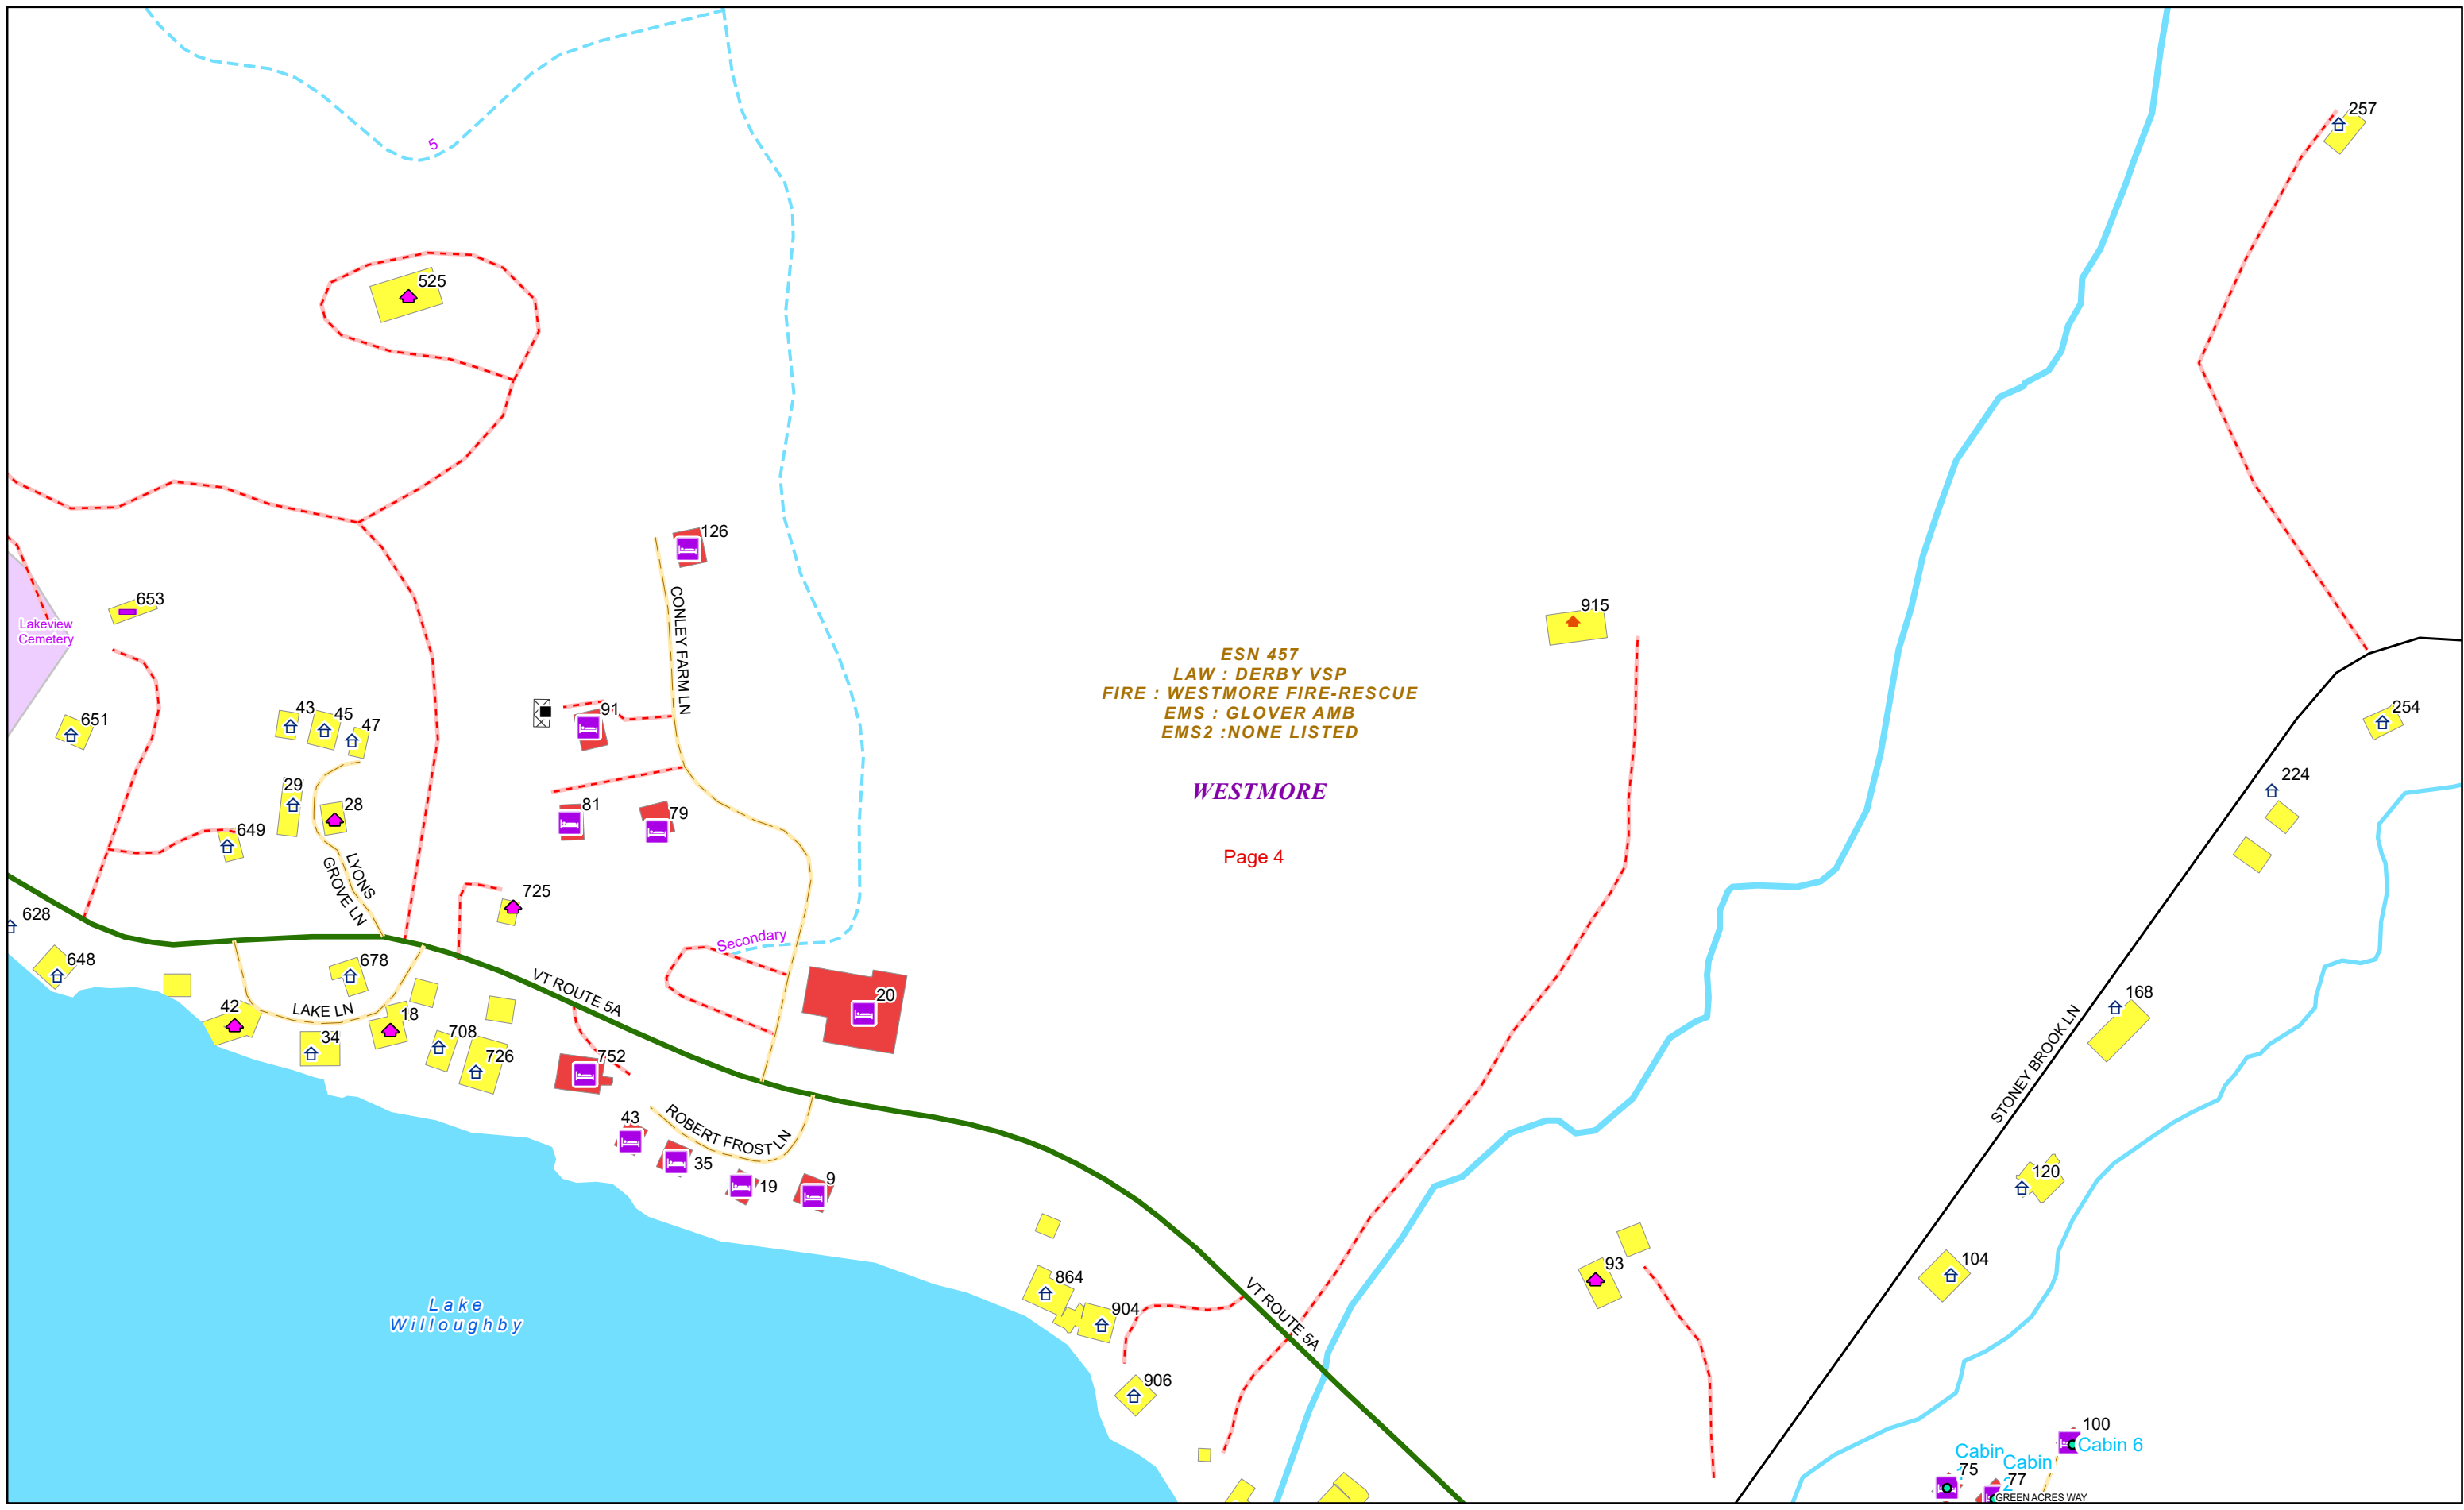 257
5
525
126
653
Lakeview
Cemetery
CONLEY FARM LN
915
ESN 457
LAW : DERBY VSP
FIRE : WESTMORE FIRE-RESCUE
EMS : GLOVER AMB
EMS2 :NONE LISTED
WESTMORE
Page 4
651
43
45
47
91
254
224
29
28
81
79
649
LYONS
GROVE LN
725
628
Secondary
648
678
VT ROUTE 5A
20
168
42
LAKE LN
18
34
708
726
752
STONEY BROOK LN
43
ROBERT FROST LN
35
19
9
120
104
93
864
904
VT ROUTE 5A
Lake
Willoughby
906
100
Cabin 6
Cabin
75
Cabin
2
77
GREEN ACRES WAY